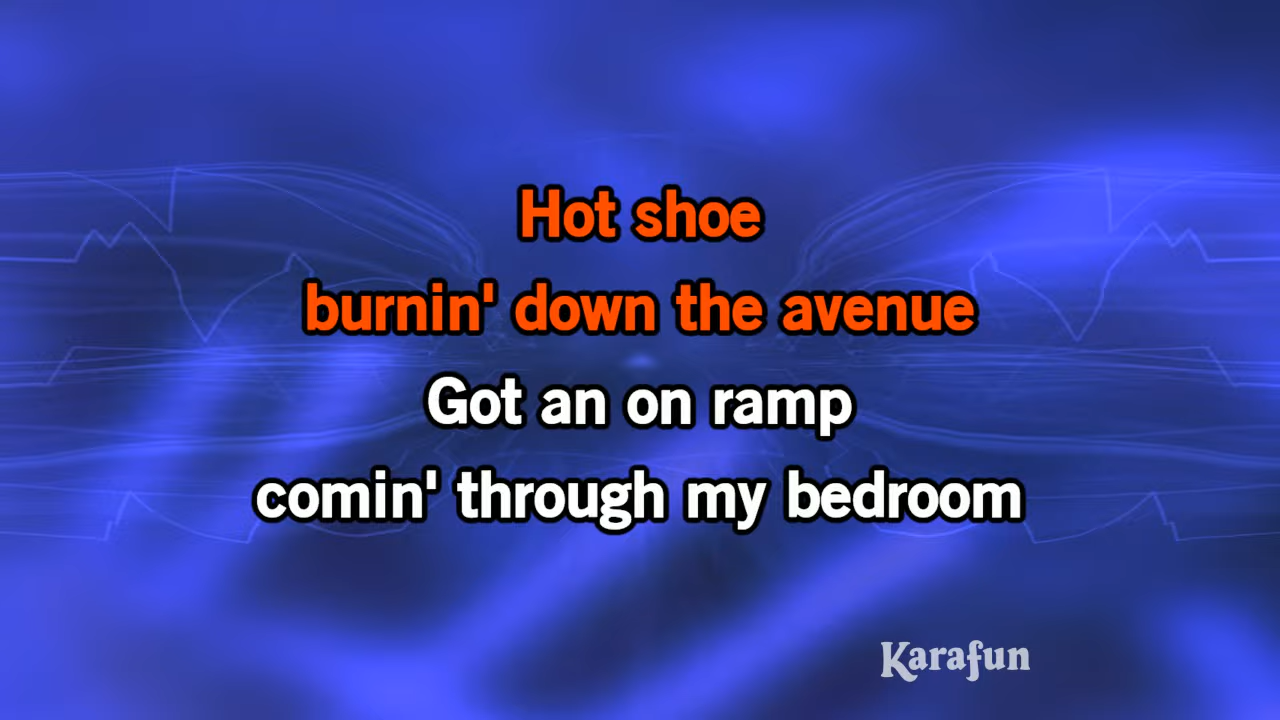 Hot shoe
burnin' down the avenue
Got an on ramp
comin' through my bedroom
Karafun